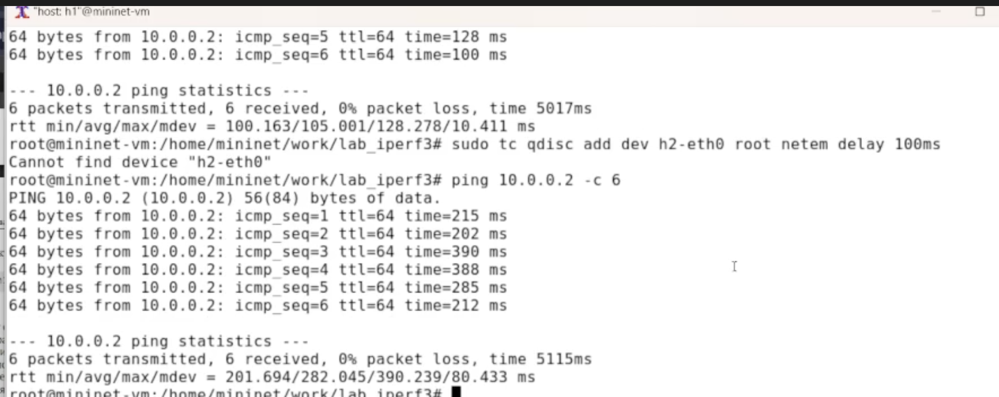 "host: h1"@mininet-vm
64 bytes from 10.0.0.2: icmp_seq=5 ttl=64 time=128 ms
64 bytes from 10.0.0.2: icmp_seq=6 ttl=64 time=100 ms
--- 10.0.0.2 ping statistics ---
6 packets transmitted, 6 received, 0% packet loss, time 5017ms
rtt min/avg/max/mdev = 100.163/105.001/128.278/10.411 ms
root@mininet-vm:/home/mininet/work/lab_iperf3# sudo tc qdisc add dev h2-eth0 root netem delay 100ms
Cannot find device "h2-eth0"
root@mininet-vm:/home/mininet/work/lab_iperf3# ping 10.0.0.2 -c 6
PING 10.0.0.2 (10.0.0.2) 56(84) bytes of data.
64 bytes from 10.0.0.2: icmp_seq=1 ttl=64 time=215 ms
64 bytes from 10.0.0.2: icmp_seq=2 ttl=64 time=202 ms
64 bytes from 10.0.0.2: icmp_seq=3 ttl=64 time=390 ms
64 bytes from 10.0.0.2: icmp_seq=4 ttl=64 time=388 ms
64 bytes from 10.0.0.2: icmp_seq=5 ttl=64 time=285 ms
64 bytes from 10.0.0.2: icmp_seq=6 ttl=64 time=212 ms
--- 10.0.0.2 ping statistics ---
6 packets transmitted, 6 received, 0% packet loss, time 5115ms
rtt min/avg/max/mdev = 201.694/282.045/390.239/80.433 ms
root@mininet-vm:/home/mininet/work/lab_iperf3#